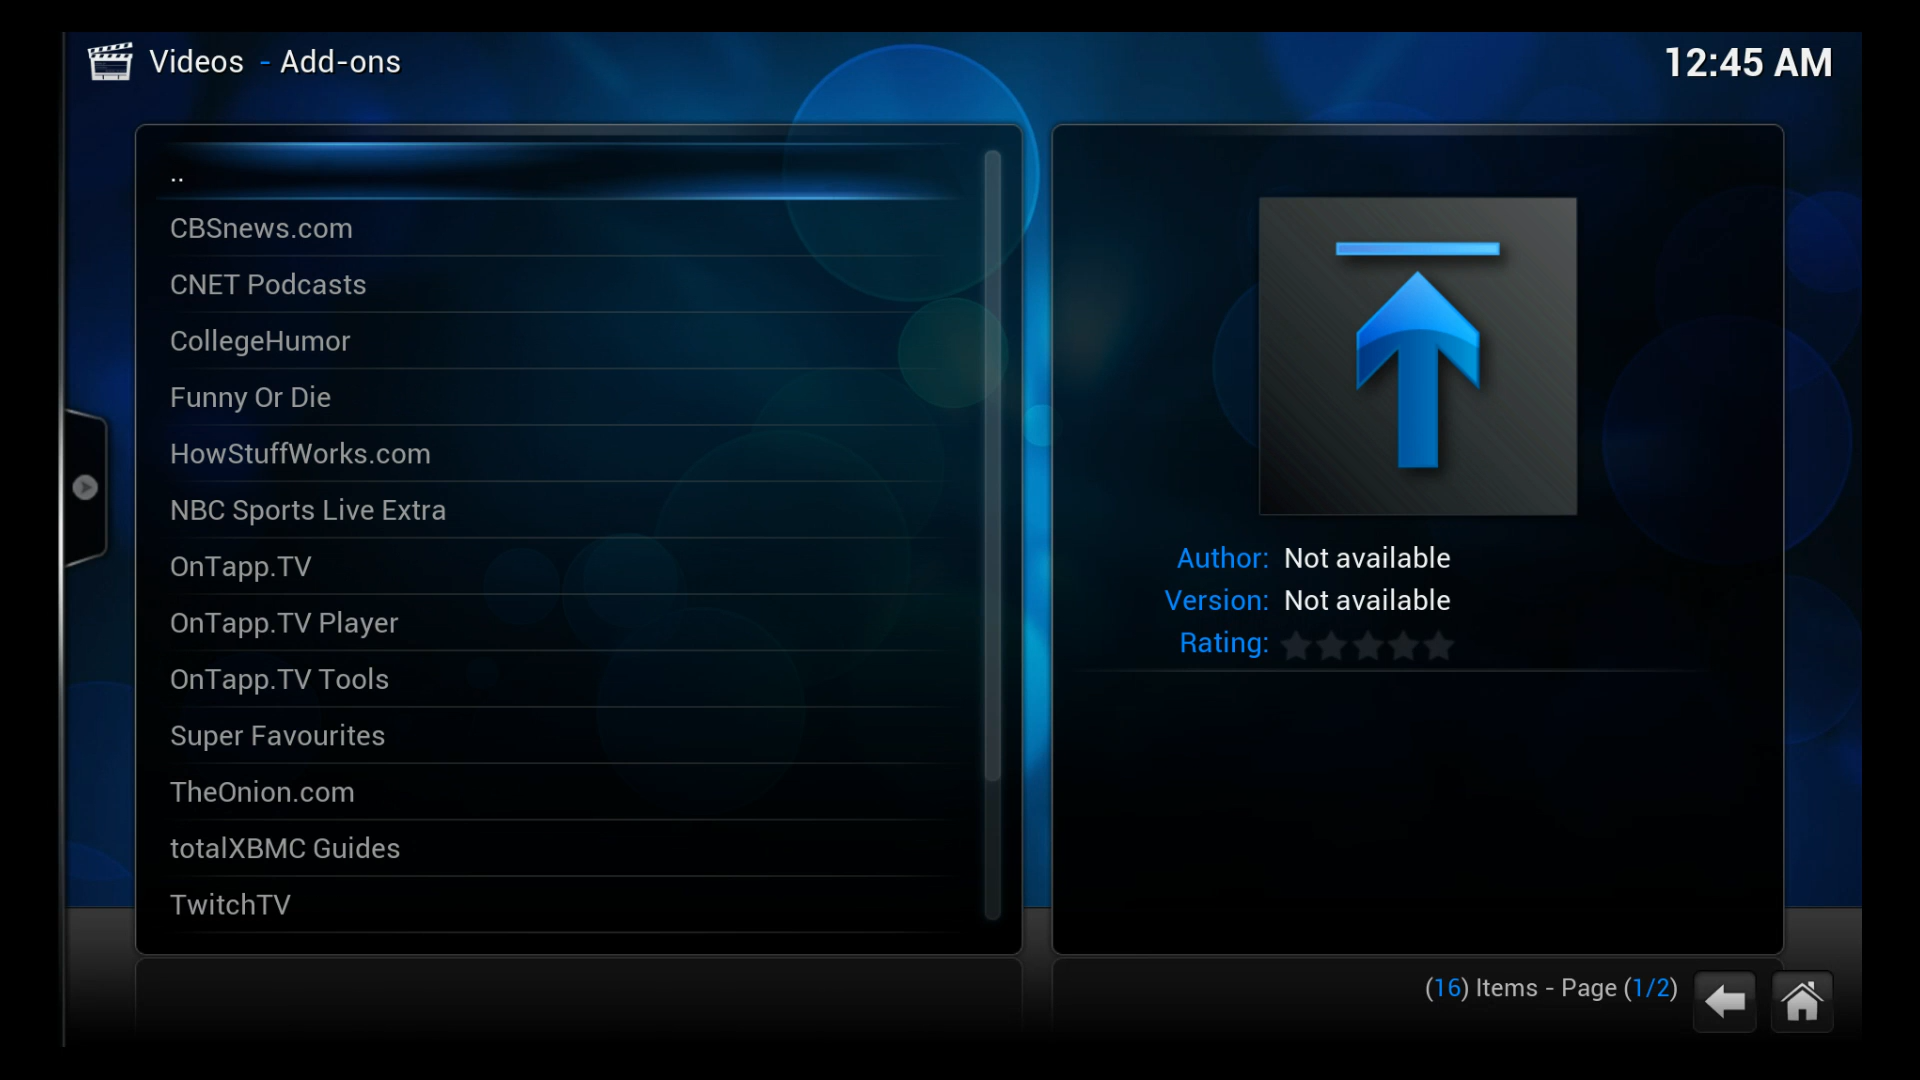 Videos - Add-ons
12:45 AM
..
CBSnews.com
CNET Podcasts
CollegeHumor
Funny Or Die
HowStuffWorks.com
NBC Sports Live Extra
OnTapp.TV
OnTapp.TV Player
OnTapp.TV Tools
Super Favourites
TheOnion.com
totalXBMC Guides
TwitchTV
Author: Not available
Version: Not available
Rating:
(16) Items - Page (1/2)